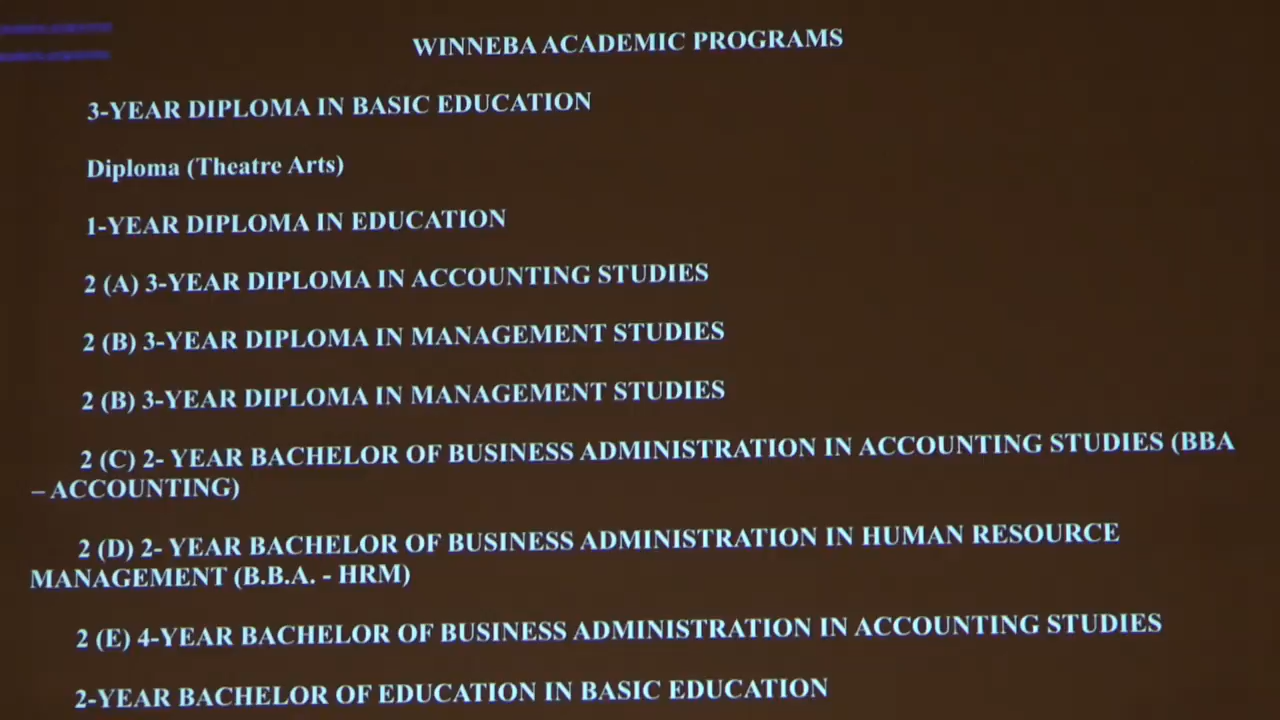 WINNEBA ACADEMIC PROGRAMS
3-YEAR DIPLOMA IN BASIC EDUCATION
Diploma (Theatre Arts)
1-YEAR DIPLOMA IN EDUCATION
2 (A) 3-YEAR DIPLOMA IN ACCOUNTING STUDIES
2 (B) 3-YEAR DIPLOMA IN MANAGEMENT STUDIES
2 (B) 3-YEAR DIPLOMA IN MANAGEMENT STUDIES
2 (C) 2- YEAR BACHELOR OF BUSINESS ADMINISTRATION IN ACCOUNTING STUDIES (BBA
– ACCOUNTING)
2 (D) 2- YEAR BACHELOR OF BUSINESS ADMINISTRATION IN HUMAN RESOURCE
MANAGEMENT (B.B.A. - HRM)
2 (E) 4-YEAR BACHELOR OF BUSINESS ADMINISTRATION IN ACCOUNTING STUDIES
2-YEAR BACHELOR OF EDUCATION IN BASIC EDUCATION